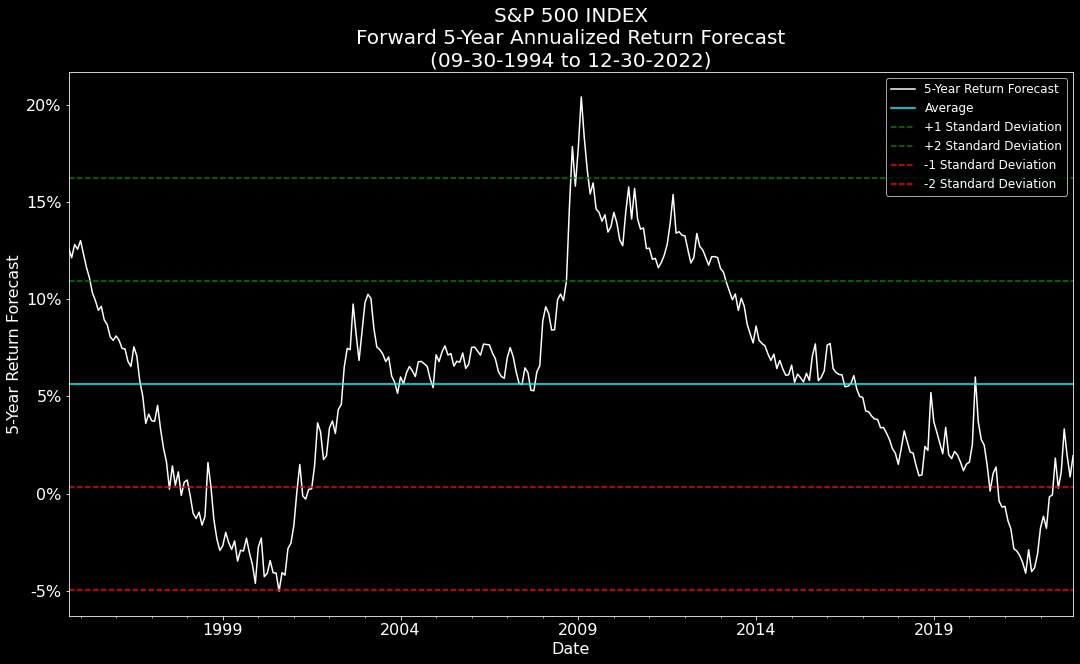 S&P 500 INDEX
Forward 5-Year Annualized Return Forecast
(09-30-1994 to 12-30-2022)
5-Year Return Forecast
Average
+1 Standard Deviation
+2 Standard Deviation
-1 Standard Deviation
-2 Standard Deviation
20%
15%
10%
5%
0%
-5%
5-Year Return Forecast
1999
2004
2009
2014
2019
Date